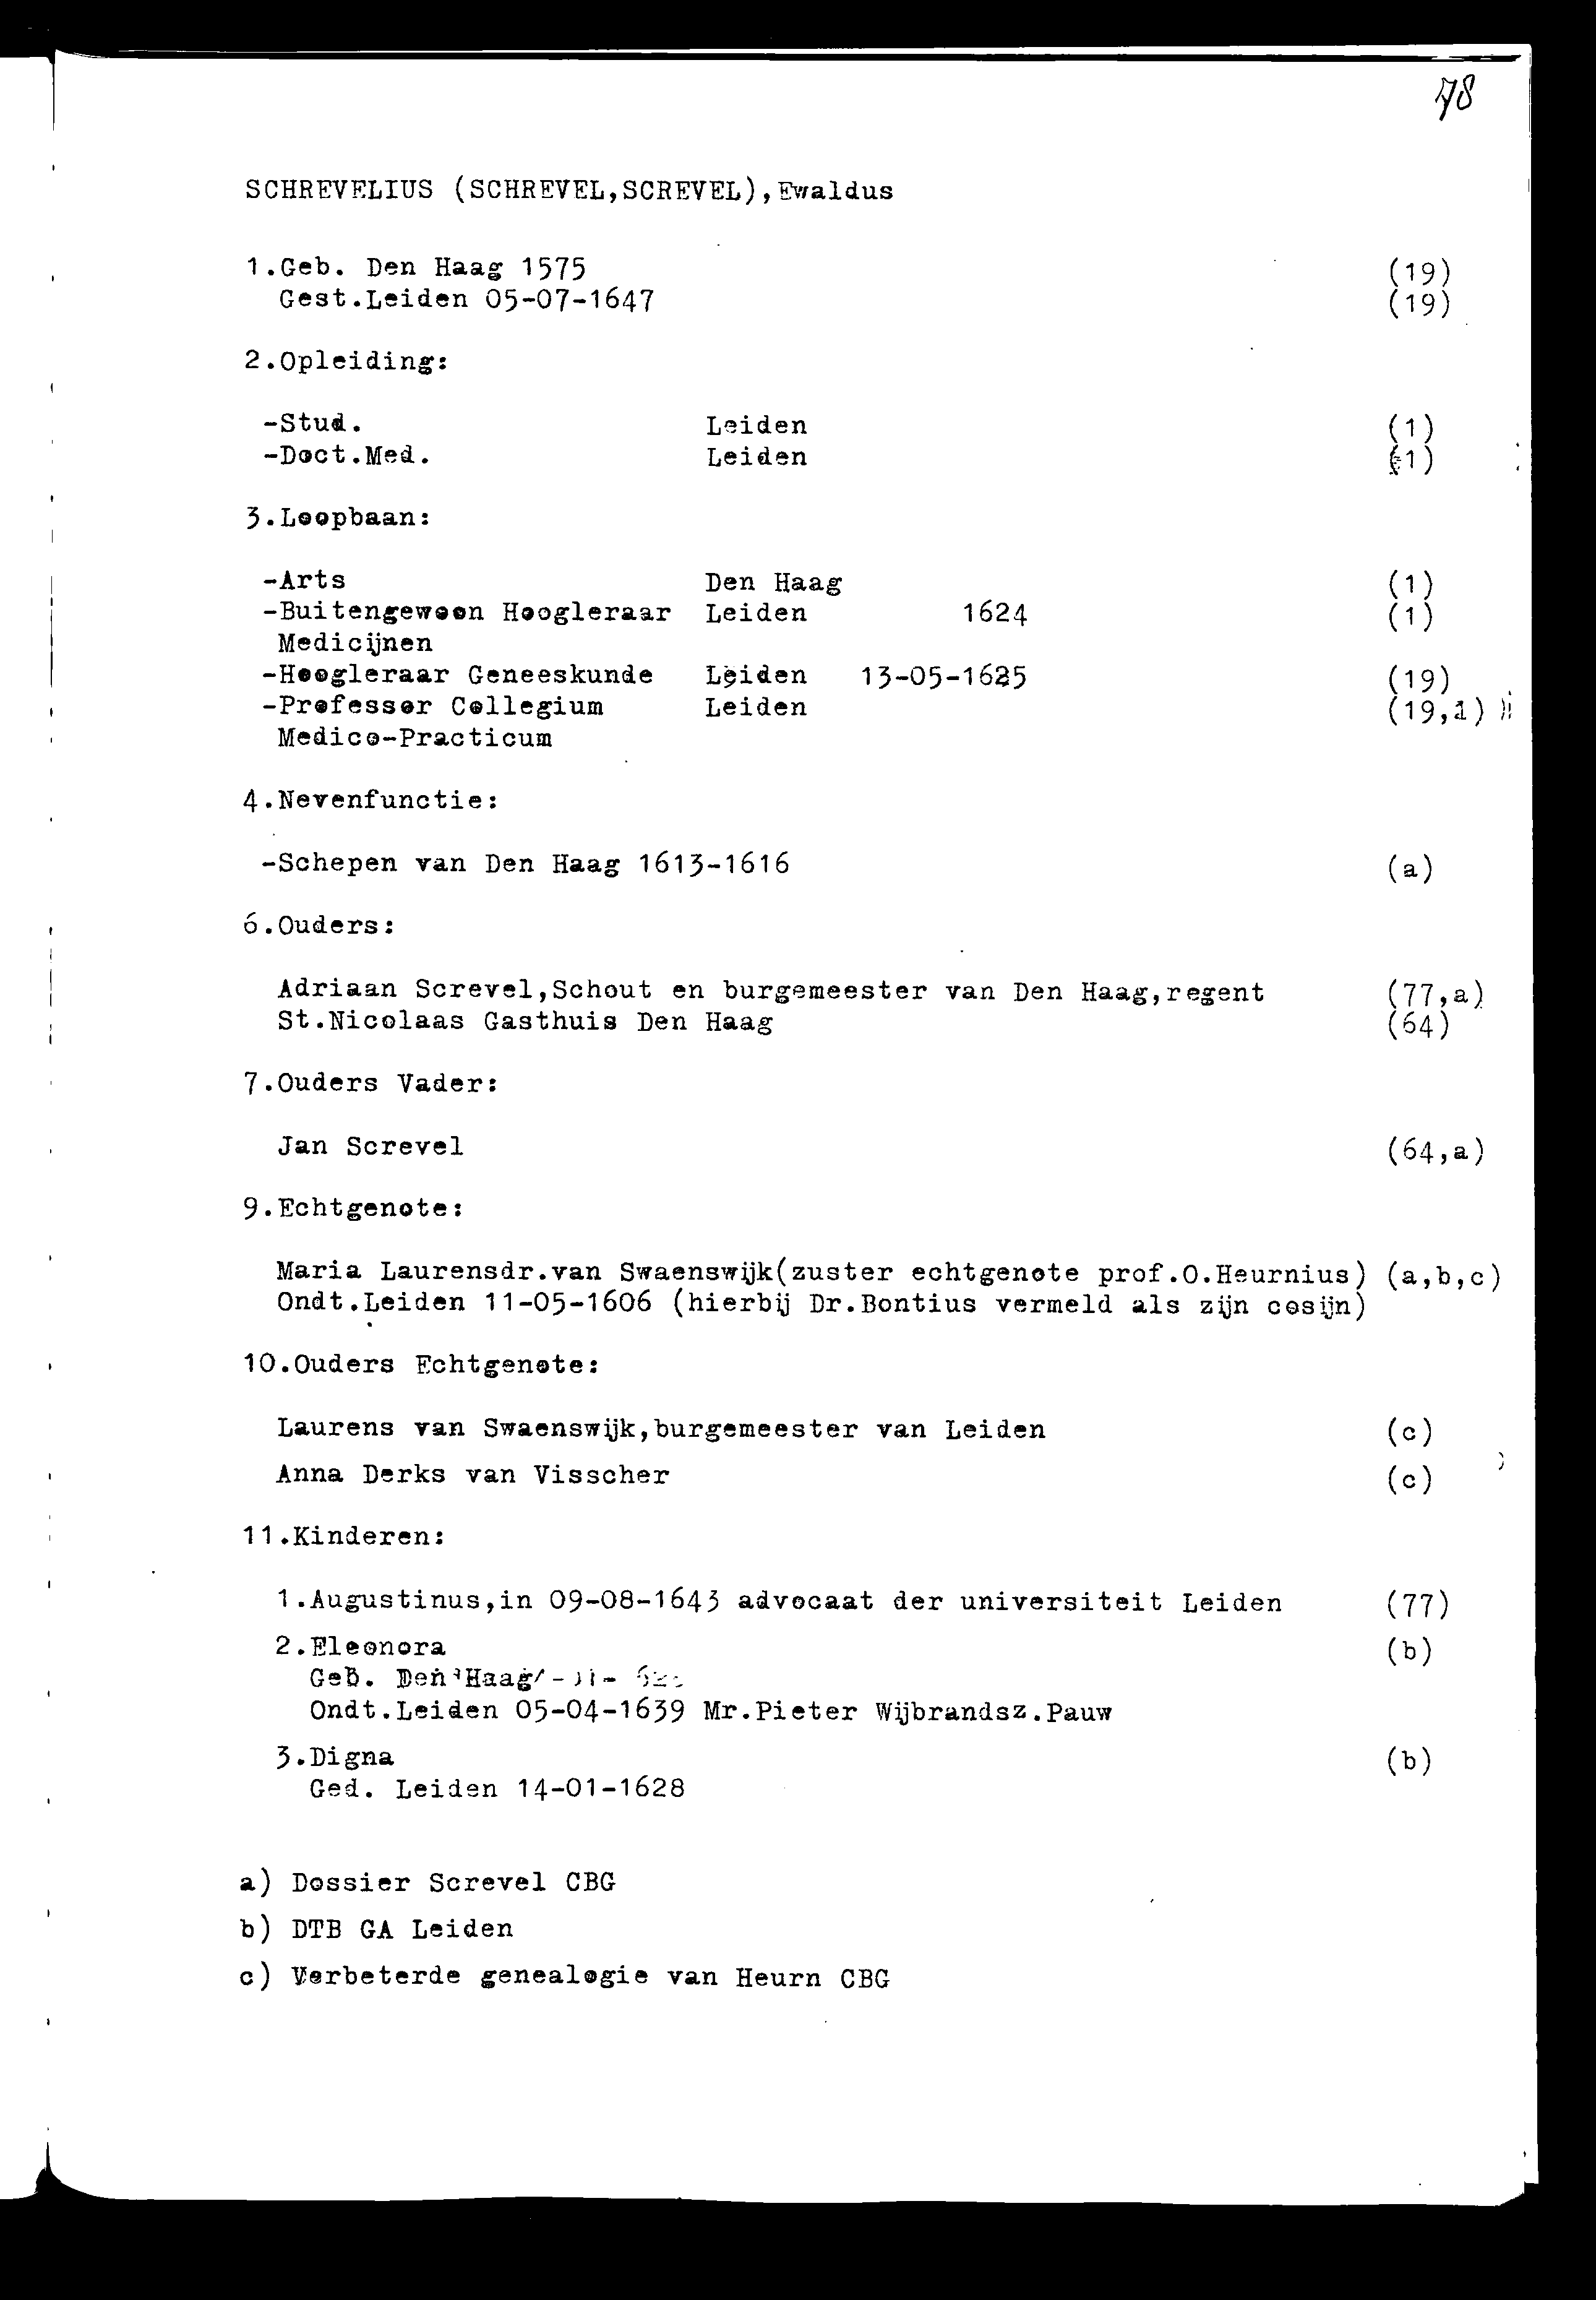 78
SCHREVELIUS (SCHREVEL,SCREVEL),Ewaldus
1.Geb. Den Haag 1575 (19)
Gest.Leiden 05-07-1647 (19)
2.Opleiding:
-Stud. Leiden (1)
-Doct.Med. Leiden (1)
3.Loopbaan:
-Arts Den Haag (1)
-Buitengewoon Hoogleraar Leiden 1624 (1)
Medicijnen
-Hoogleraar Geneeskunde Leiden 13-05-1625 (19)
-Professor Collegium Leiden (19,1)
Medico-Practicum
4.Nevenfunctie:
-Schepen van Den Haag 1613-1616 (a)
6.Ouders:
Adriaan Screvel,Schout en burgemeester van Den Haag,regent (77,a)
St.Nicolaas Gasthuis Den Haag (64)
7.Ouders Vader:
Jan Screvel (64,a)
9.Echtgenote:
Maria Laurensdr.van Swaenswijk(zuster echtgenote prof.O.Heurnius) (a,b,c)
Ondt.Leiden 11-05-1606 (hierbij Dr.Bontius vermeld als zijn cosijn)
10.Ouders Echtgenote:
Laurens van Swaenswijk,burgemeester van Leiden (c)
Anna Derks van Visscher (c)
11.Kinderen:
1.Augustinus,in 09-08-1643 advocaat der universiteit Leiden (77)
2.Eleonora (b)
Geb. Den Haag
Ondt.Leiden 05-04-1639 Mr.Pieter Wijbrandsz.Pauw
3.Digna (b)
Ged. Leiden 14-01-1628
a) Dossier Screvel CBG
b) DTB GA Leiden
c) Verbeterde genealogie van Heurn CBG